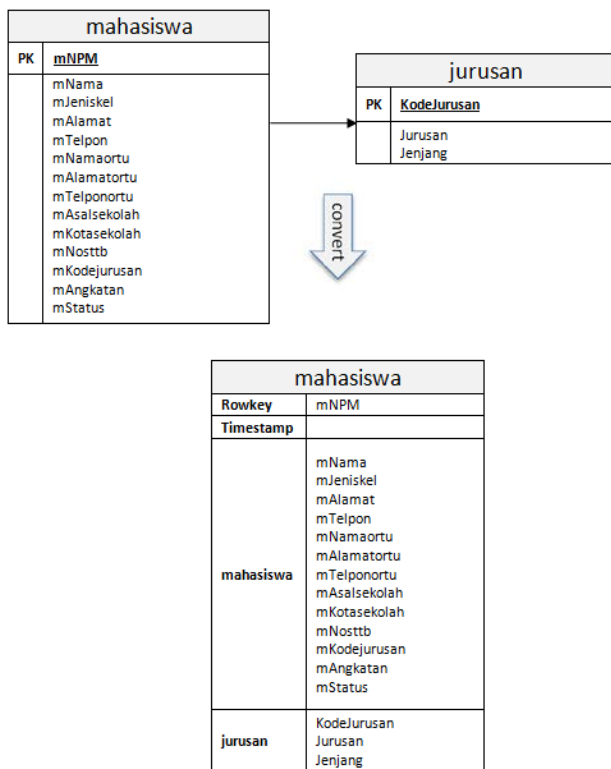 mahasiswa
PK mNPM
mNama
mJeniskel
mAlamat
mTelpon
mNamaortu
mAlamatortu
mTelponortu
mAsalsekolah
mKotasekolah
mNosttb
mKodejurusan
mAngkatan
mStatus
jurusan
PK KodeJurusan
Jurusan
Jenjang
convert
mahasiswa
Rowkey mNPM
Timestamp
mahasiswa
mNama
mJeniskel
mAlamat
mTelpon
mNamaortu
mAlamatortu
mTelponortu
mAsalsekolah
mKotasekolah
mNosttb
mKodejurusan
mAngkatan
mStatus
jurusan
KodeJurusan
Jurusan
Jenjang